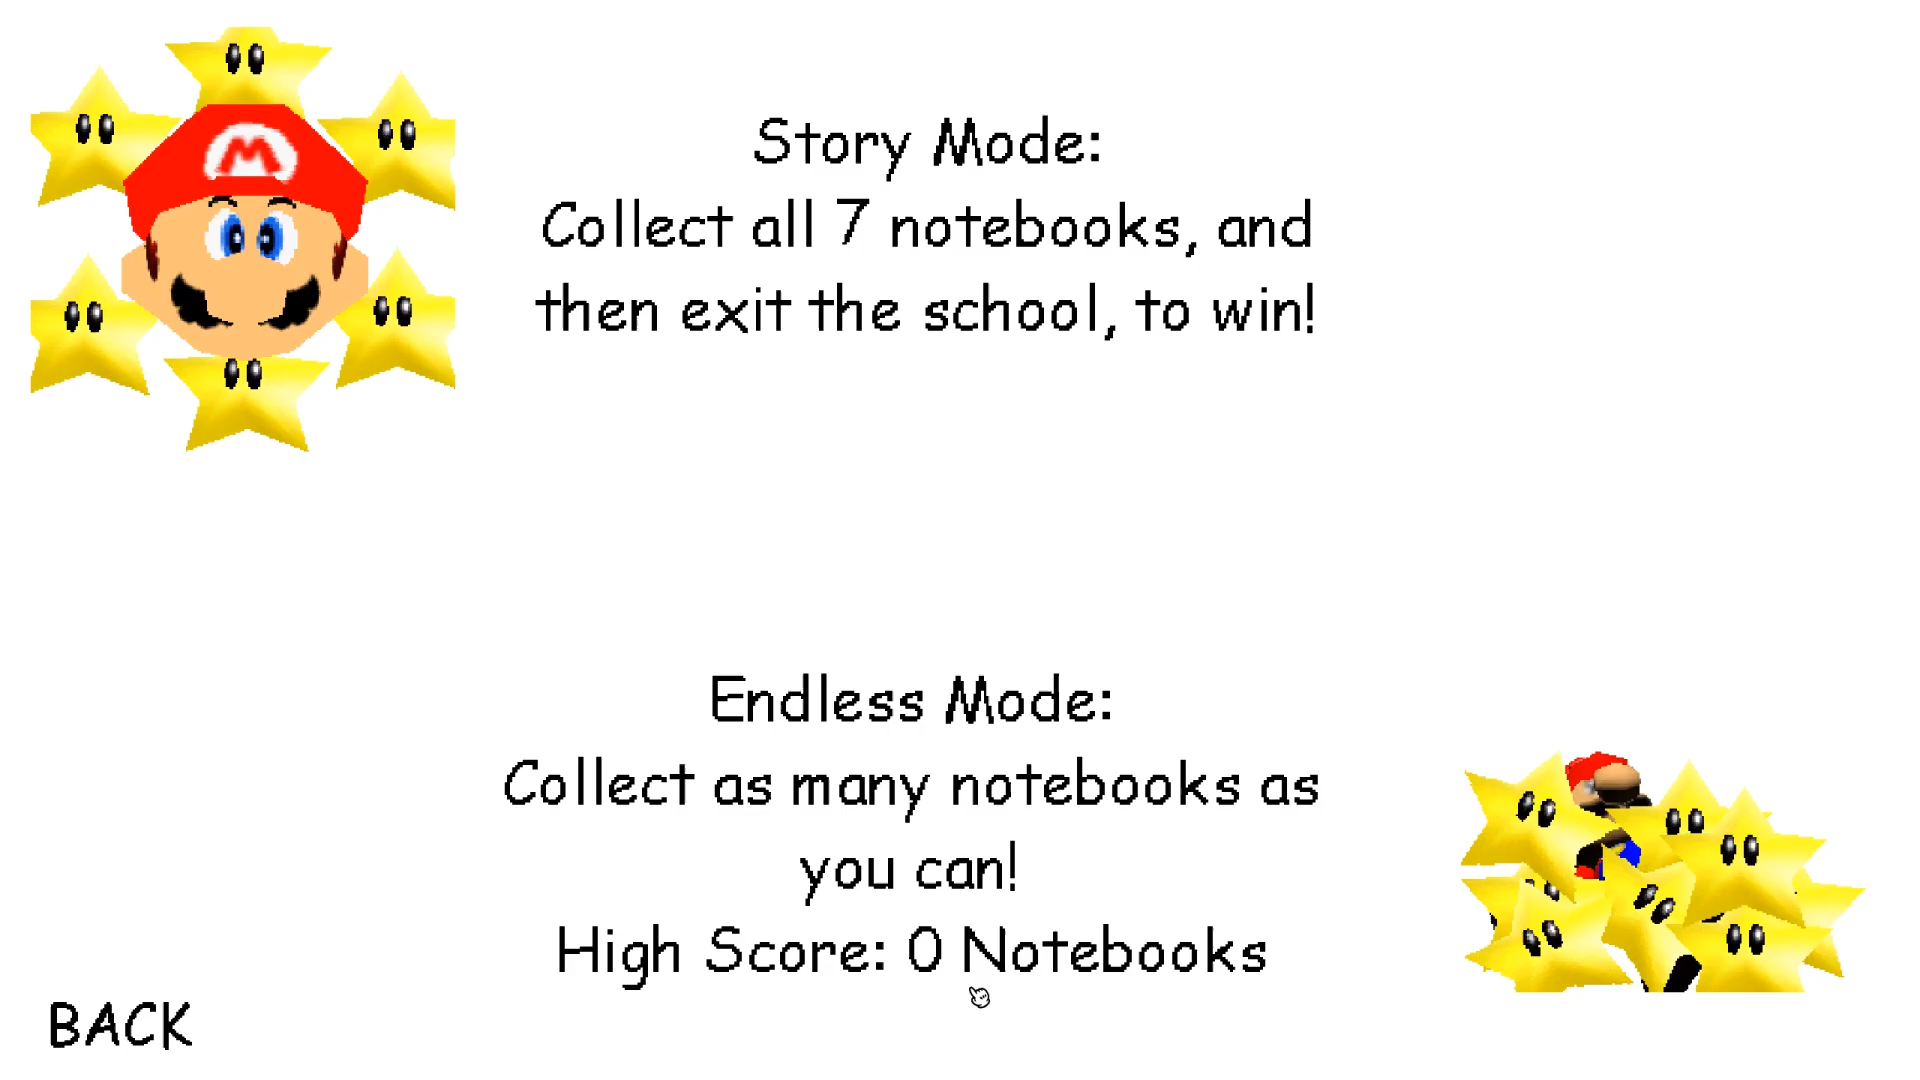 M
Story Mode:
Collect all 7 notebooks, and
then exit the school, to win!
Endless Mode:
Collect as many notebooks as
you can!
High Score: 0 Notebooks
BACK